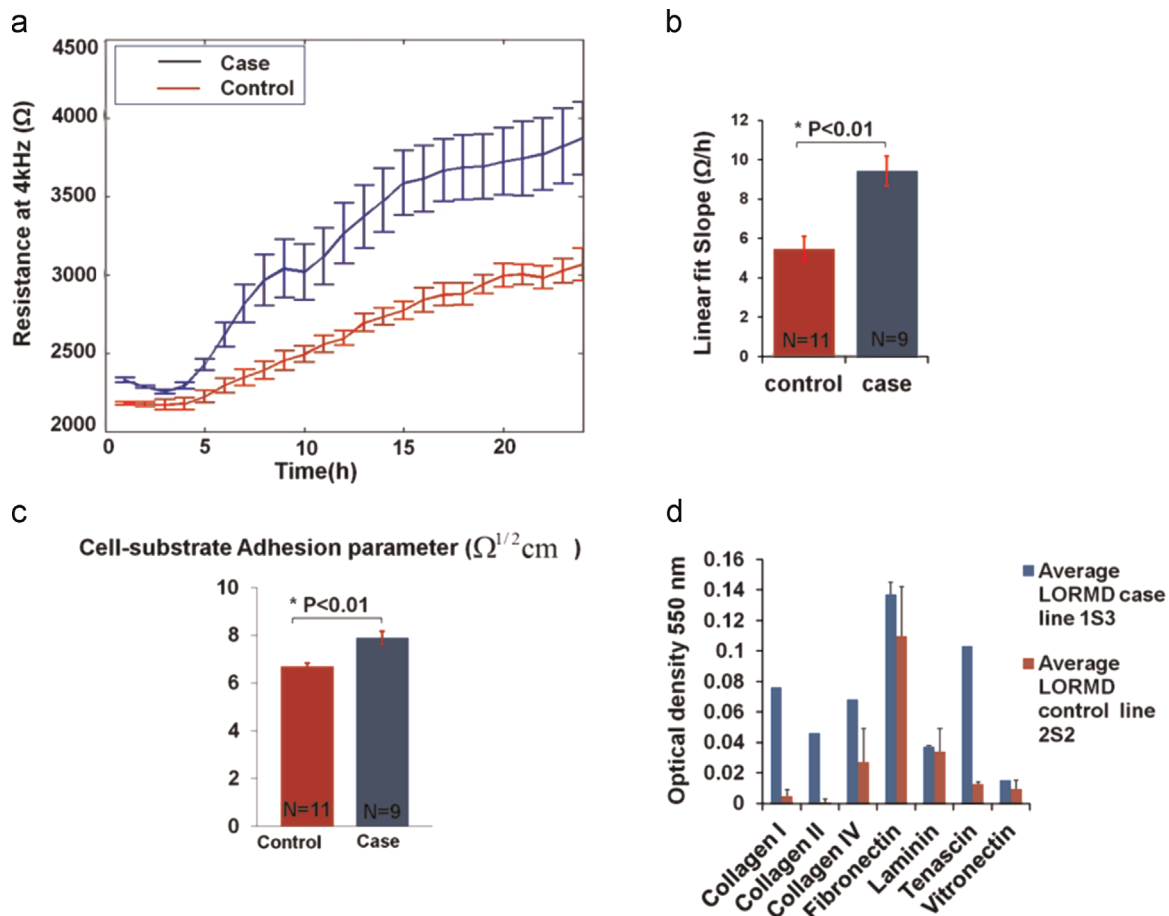 a
Resistance at 4kHz (Ω)
4500
4000
3500
3000
2500
2000
Case
Control
0 5 10 15 20
Time(h)
b
Linear fit Slope (Ω/h)
12
10
8
6
4
2
0
* P<0.01
N=11 N=9
control case
c
Cell-substrate Adhesion parameter (Ω^1/2 cm )
10
8
6
4
2
0
* P<0.01
N=11 N=9
Control Case
d
Optical density 550 nm
0.16
0.14
0.12
0.1
0.08
0.06
0.04
0.02
0
Collagen I
Collagen II
Collagen IV
Fibronectin
Laminin
Tenascin
Vitronectin
Average
LORMD case
line 1S3
Average
LORMD
control line
2S2